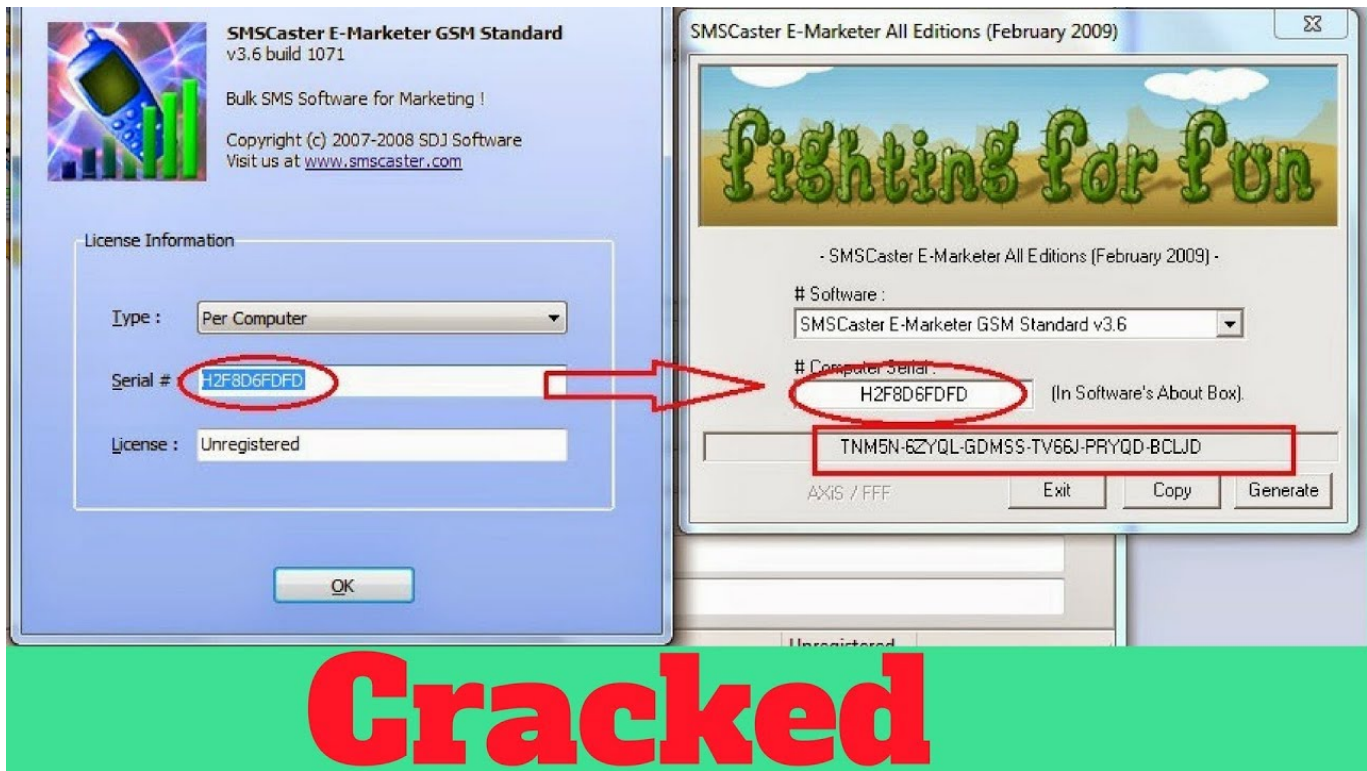 SMSCaster E-Marketer GSM Standard
v3.6 build 1071
Bulk SMS Software for Marketing !
Copyright (c) 2007-2008 SDJ Software
Visit us at www.smscaster.com
License Information
Type : Per Computer
Serial # : H2F8D6FDFD
License : Unregistered
OK
SMSCaster E-Marketer All Editions (February 2009)
fighting for fun
- SMSCaster E-Marketer All Editions (February 2009) -
# Software :
SMSCaster E-Marketer GSM Standard v3.6
# Computer Serial :
H2F8D6FDFD (In Software's About Box).
TNM5N-6ZYQL-GDMSS-TV66J-PRYQD-BCLJD
AXiS / FFF Exit Copy Generate
Unregistered
Cracked